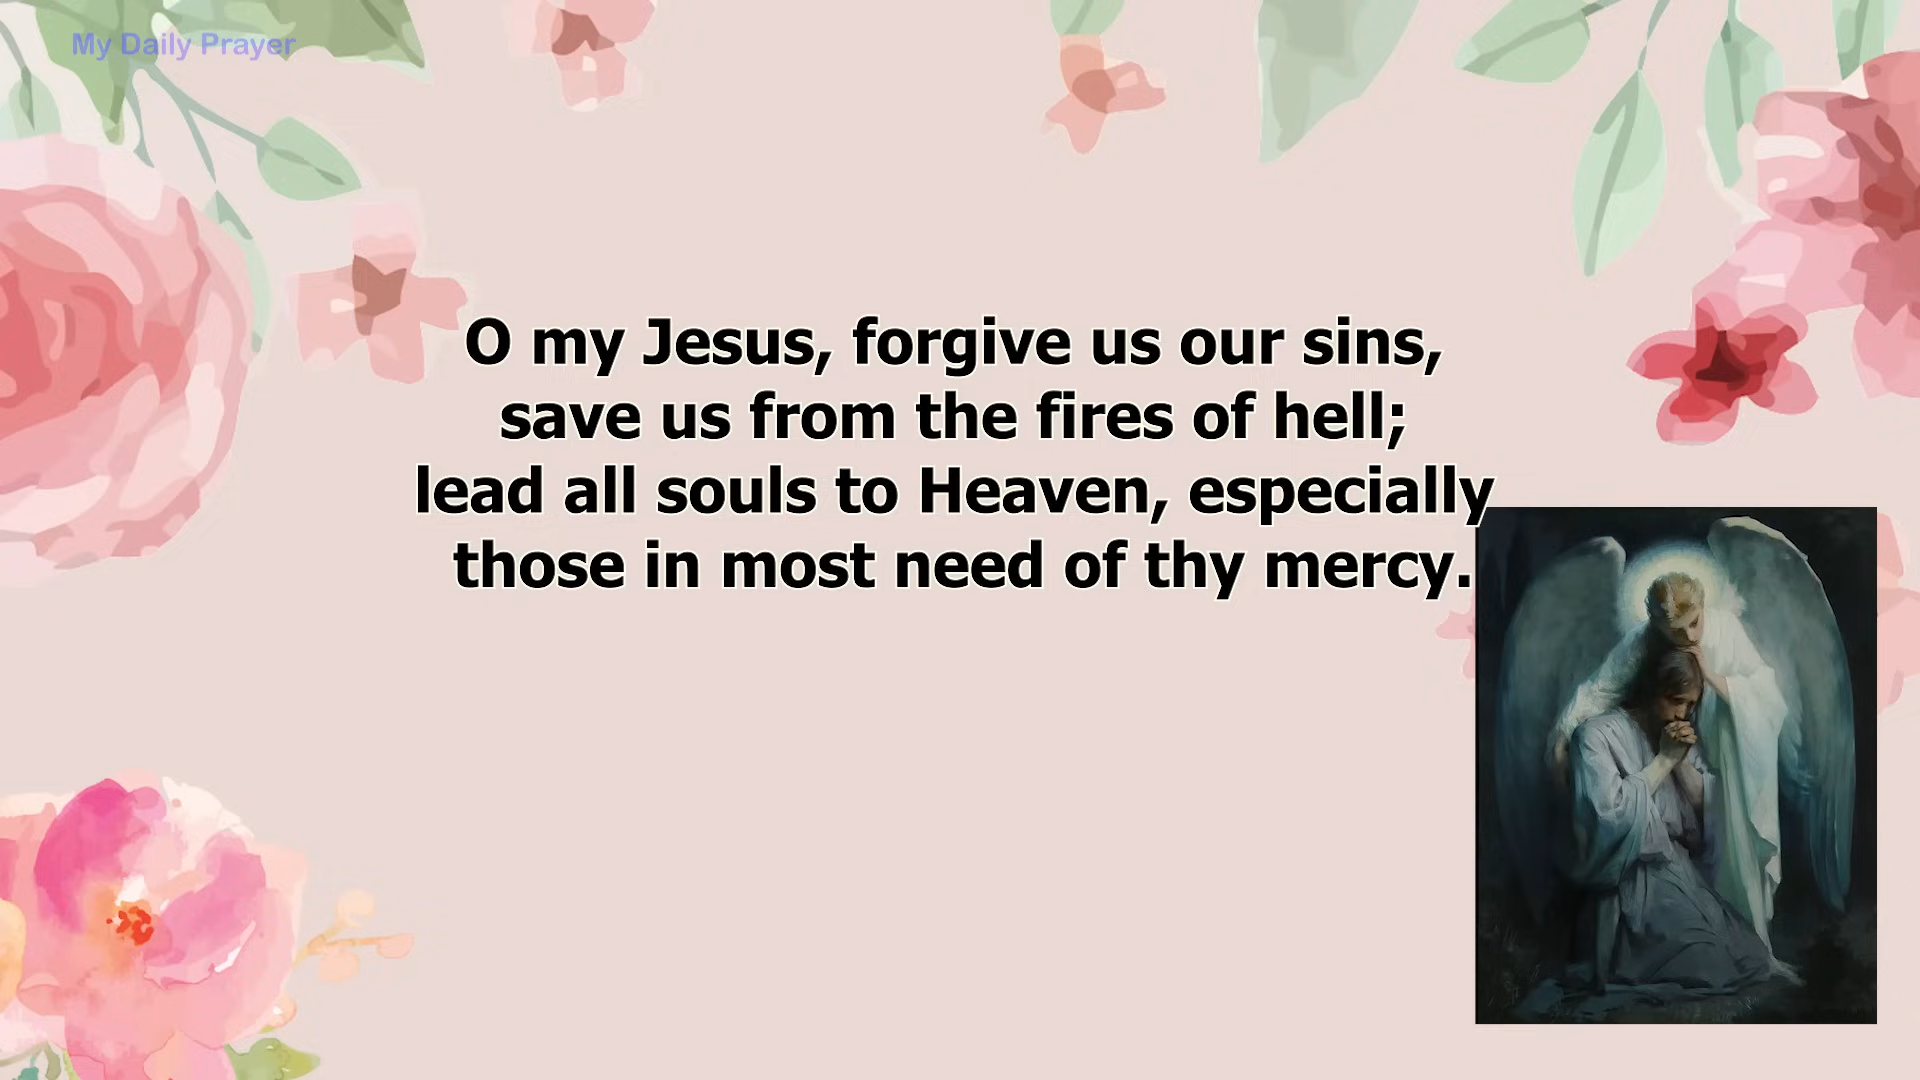 My Daily Prayer
O my Jesus, forgive us our sins,
save us from the fires of hell;
lead all souls to Heaven, especially
those in most need of thy mercy.